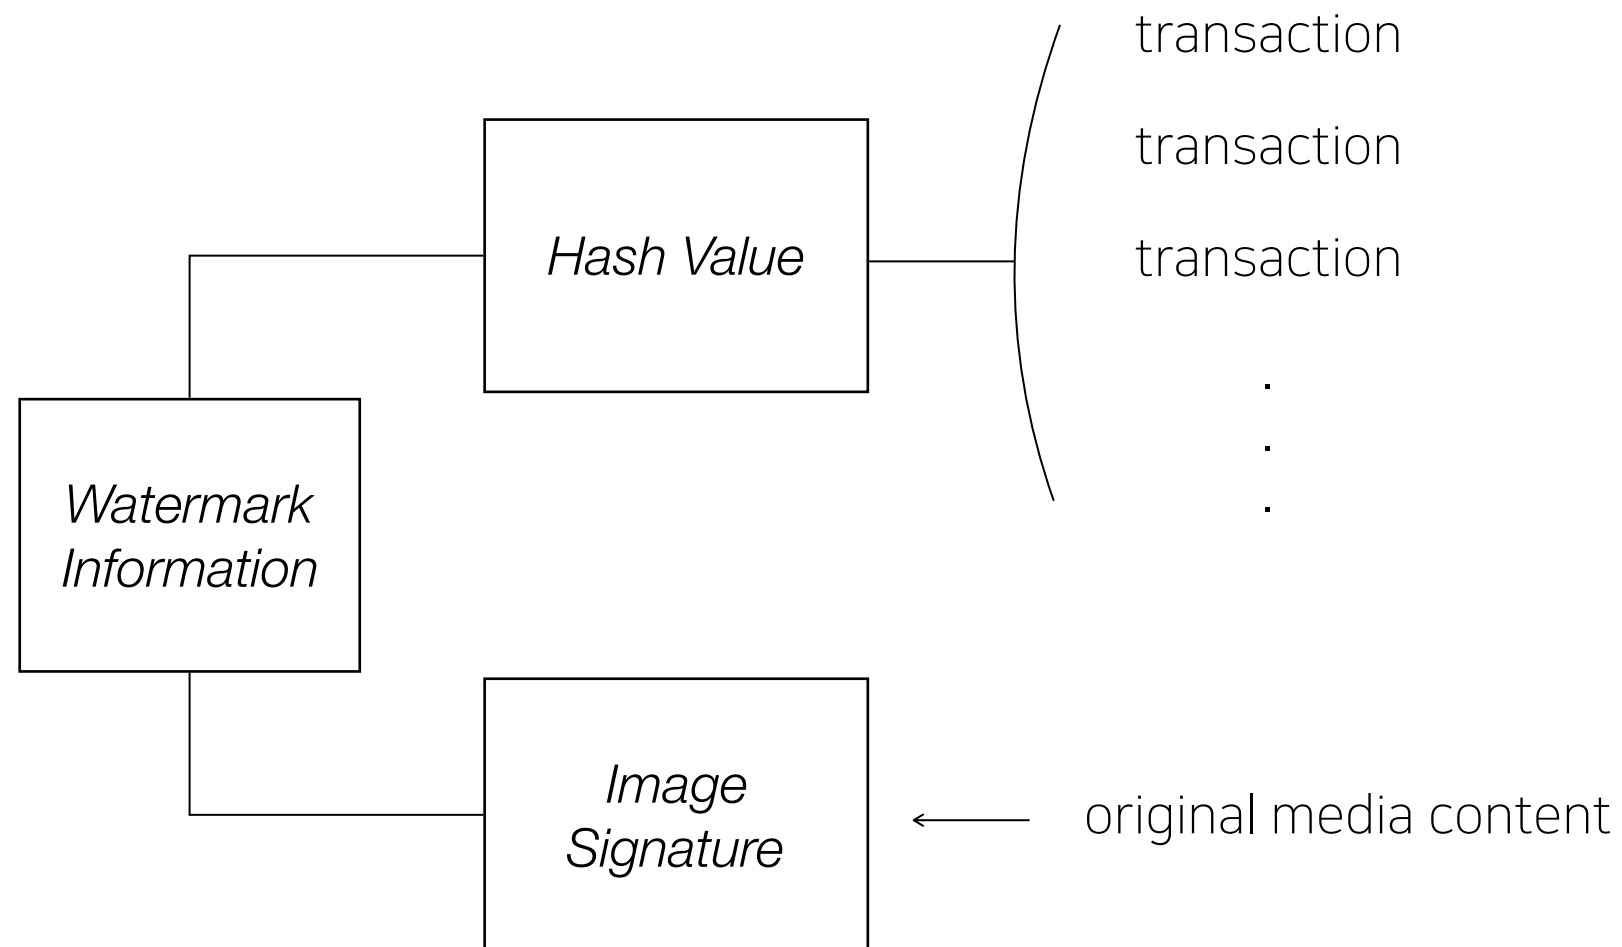 transaction
transaction
Hash Value
transaction
.
.
.
Watermark
Information
Image
Signature
original media content